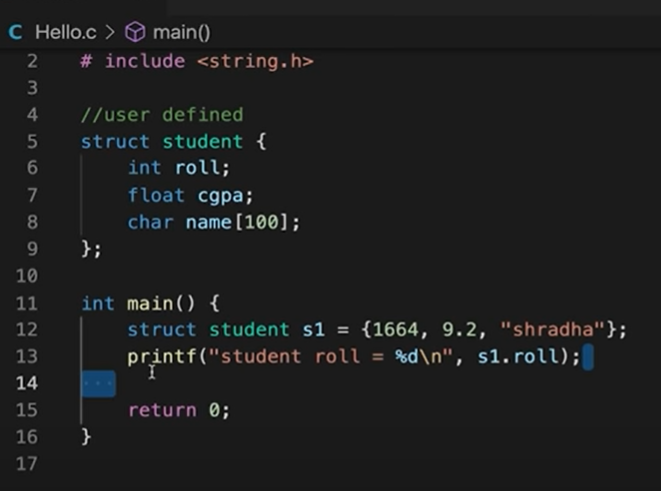 C Hello.c > main()
2 # include <string.h>
3
4 //user defined
5 struct student {
6 int roll;
7 float cgpa;
8 char name[100];
9 };
10
11 int main() {
12 struct student s1 = {1664, 9.2, "shradha"};
13 printf("student roll = %d\n", s1.roll);
14
15 return 0;
16 }
17